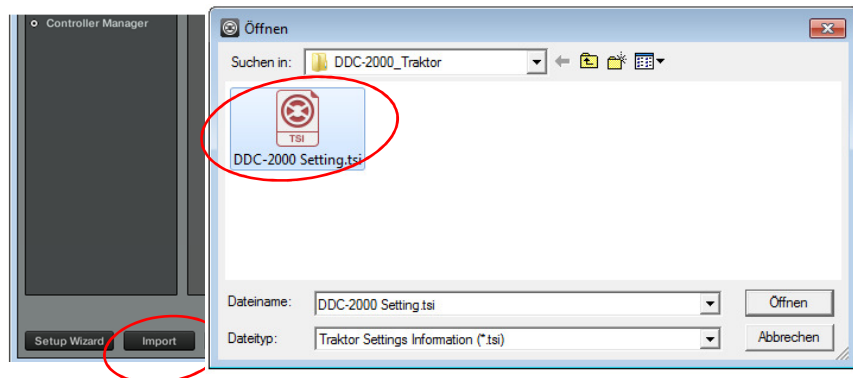 Controller Manager
Öffnen
Suchen in:
DDC-2000_Traktor
TSI
DDC-2000 Setting.tsi
Dateiname:
DDC-2000 Setting.tsi
Öffnen
Dateityp:
Traktor Settings Information (*.tsi)
Abbrechen
Setup Wizard
Import